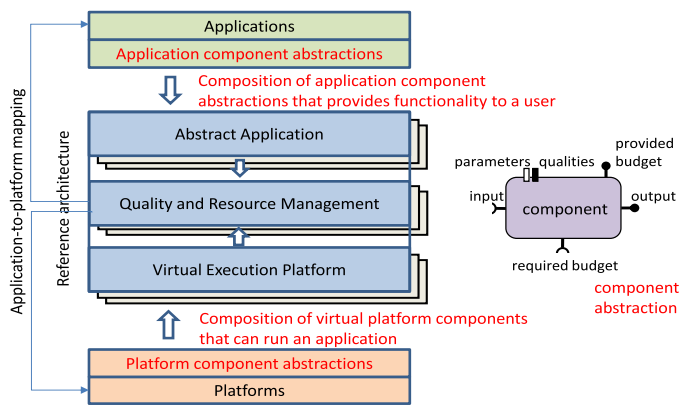 Applications
Application component abstractions
Composition of application component
abstractions that provides functionality to a user
Application-to-platform mapping
Reference architecture
Abstract Application
Quality and Resource Management
Virtual Execution Platform
Composition of virtual platform components
that can run an application
Platform component abstractions
Platforms
provided
budget
parameters
qualities
input
component
output
required budget
component
abstraction